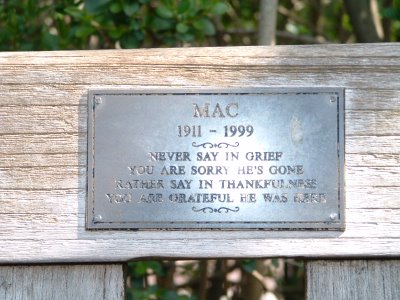 MAC
1911 - 1999
NEVER SAY IN GRIEF
YOU ARE SORRY HE'S GONE
RATHER SAY IN THANKFULNESS
YOU ARE GRATEFUL HE WAS HERE